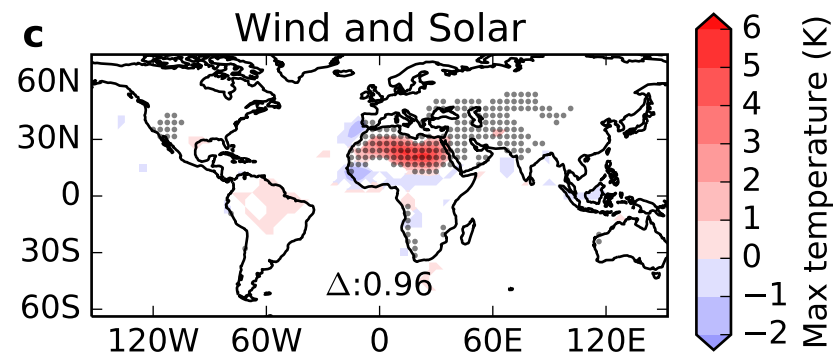 c
Wind and Solar
60N
30N
0
30S
60S
120W 60W 0 60E 120E
Δ:0.96
6
5
4
3
2
1
0
−1
−2
Max temperature (K)